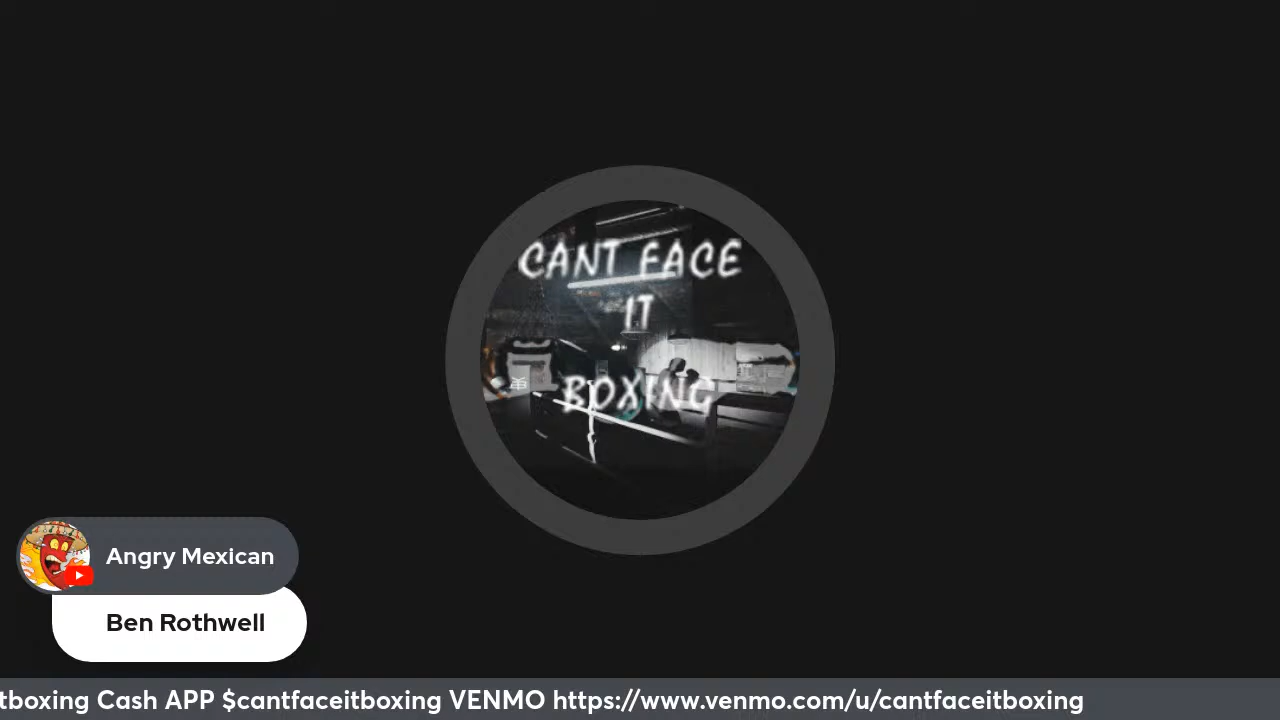 CANT FACE
IT
BOXING
Angry Mexican
Ben Rothwell
tboxing Cash APP $cantfaceitboxing VENMO https://www.venmo.com/u/cantfaceitboxing